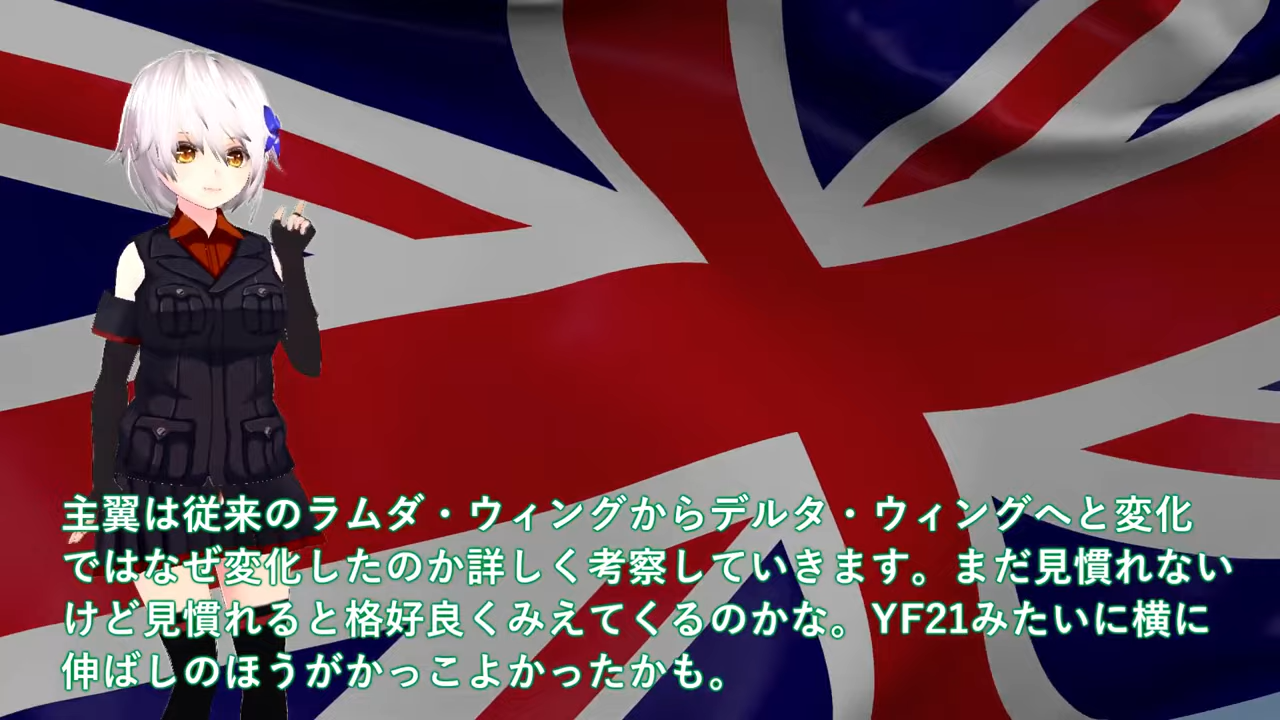 主翼は従来のラムダ・ウィングからデルタ・ウィングへと変化
ではなぜ変化したのか詳しく考察していきます。まだ見慣れない
けど見慣れると格好良くみえてくるのかな。YF21みたいに横に
伸ばしのほうがかっこよかったかも。